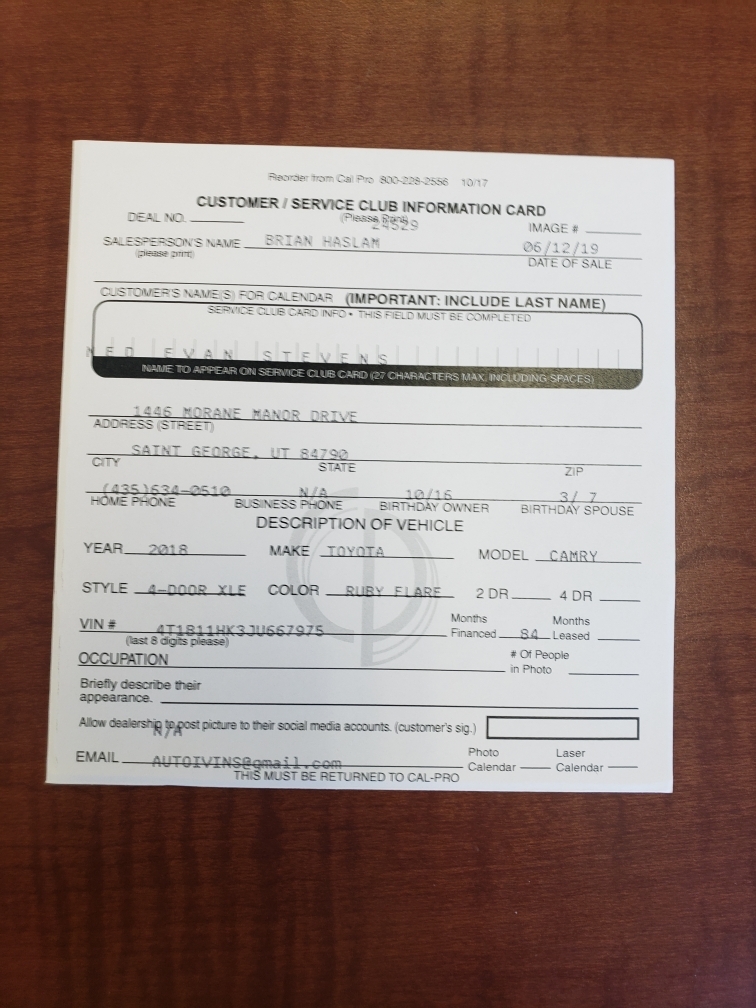 Reorder from Cal Pro 800-228-2556 10/17
CUSTOMER / SERVICE CLUB INFORMATION CARD
DEAL NO. (Please Print) 24529 IMAGE #
SALESPERSON'S NAME BRIAN HASLAM 06/12/19
(please print) DATE OF SALE
CUSTOMER'S NAME(S) FOR CALENDAR (IMPORTANT: INCLUDE LAST NAME)
SERVICE CLUB CARD INFO • THIS FIELD MUST BE COMPLETED
NED EVAN STEVENS
NAME TO APPEAR ON SERVICE CLUB CARD (27 CHARACTERS MAX, INCLUDING SPACES)
1446 MORANE MANOR DRIVE
ADDRESS (STREET)
SAINT GEORGE, UT 84790
CITY STATE ZIP
(435)634-0510 N/A 10/16 3/ 7
HOME PHONE BUSINESS PHONE BIRTHDAY OWNER BIRTHDAY SPOUSE
DESCRIPTION OF VEHICLE
YEAR 2018 MAKE TOYOTA MODEL CAMRY
STYLE 4-DOOR XLE COLOR RUBY FLARE 2 DR 4 DR
VIN # 4T1B11HK3JU667975 Months Financed 84 Months Leased
(last 8 digits please)
OCCUPATION # Of People in Photo
Briefly describe their
appearance.
Allow dealership to post picture to their social media accounts. (customer's sig.)
N/A
EMAIL AUTOIVINS@gmail.com Photo Calendar Laser Calendar
THIS MUST BE RETURNED TO CAL-PRO